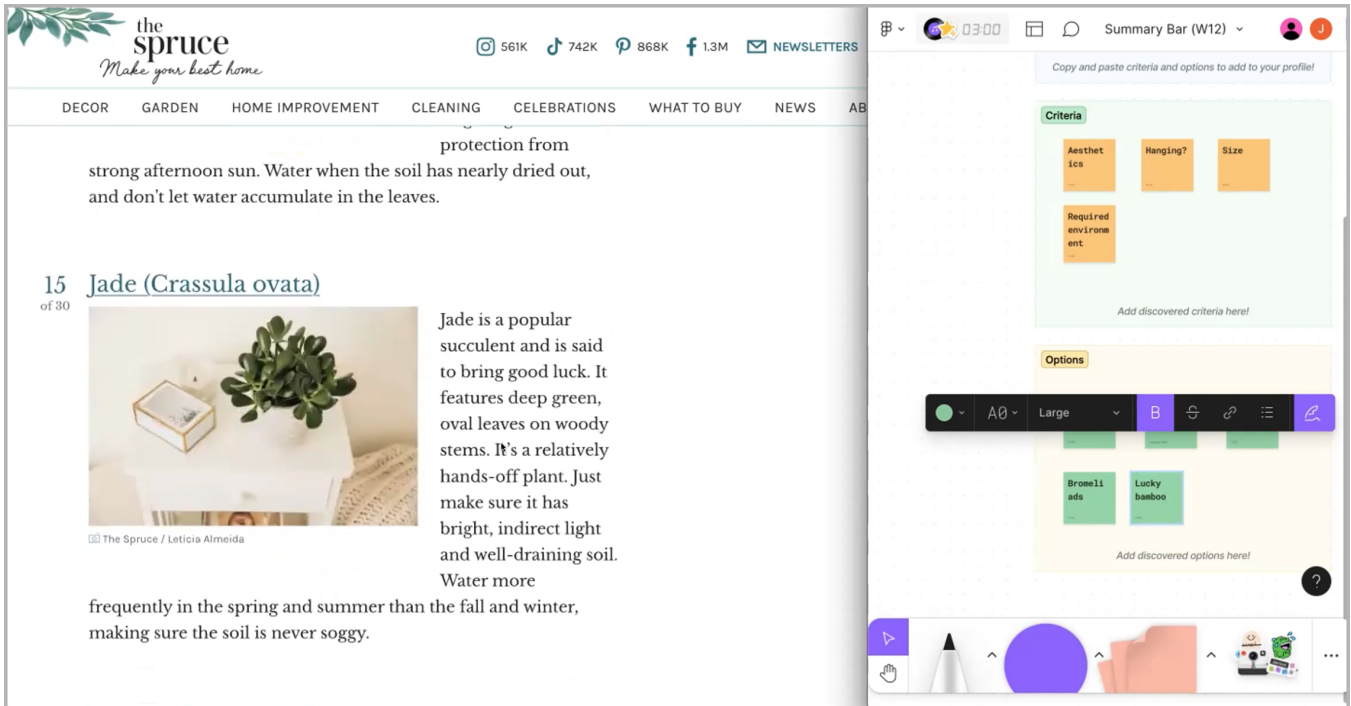 the
spruce
Make your best home
561K
742K
868K
1.3M
NEWSLETTERS
DECOR
GARDEN
HOME IMPROVEMENT
CLEANING
CELEBRATIONS
WHAT TO BUY
NEWS
AB
protection from
strong afternoon sun. Water when the soil has nearly dried out,
and don’t let water accumulate in the leaves.
15
of 30
Jade (Crassula ovata)
Jade is a popular
succulent and is said
to bring good luck. It
features deep green,
oval leaves on woody
stems. It’s a relatively
hands-off plant. Just
make sure it has
bright, indirect light
and well-draining soil.
Water more
frequently in the spring and summer than the fall and winter,
making sure the soil is never soggy.
The Spruce / Leticia Almeida
03:00
Summary Bar (W12)
J
Copy and paste criteria and options to add to your profile!
Criteria
Aesthet
ics
Hanging?
Size
Required
environm
ent
Add discovered criteria here!
Options
A0
Large
B
S
Bromeli
ads
Lucky
bamboo
Add discovered options here!
?